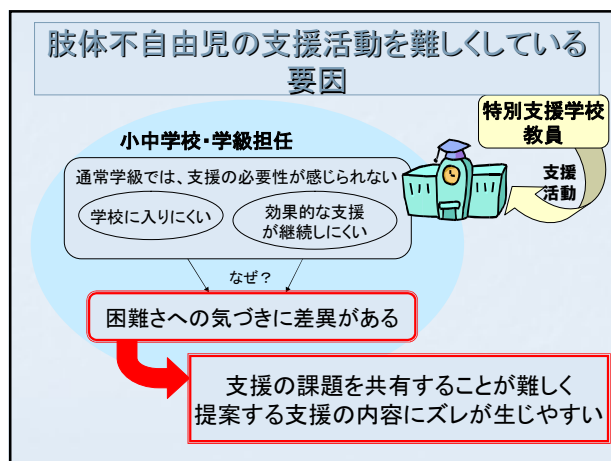 肢体不自由児の支援活動を難しくしている
要因
特別支援学校
教員
小中学校・学級担任
支援
活動
通常学級では、支援の必要性が感じられない
学校に入りにくい
効果的な支援
が継続しにくい
なぜ？
困難さへの気づきに差異がある
支援の課題を共有することが難しく
提案する支援の内容にズレが生じやすい